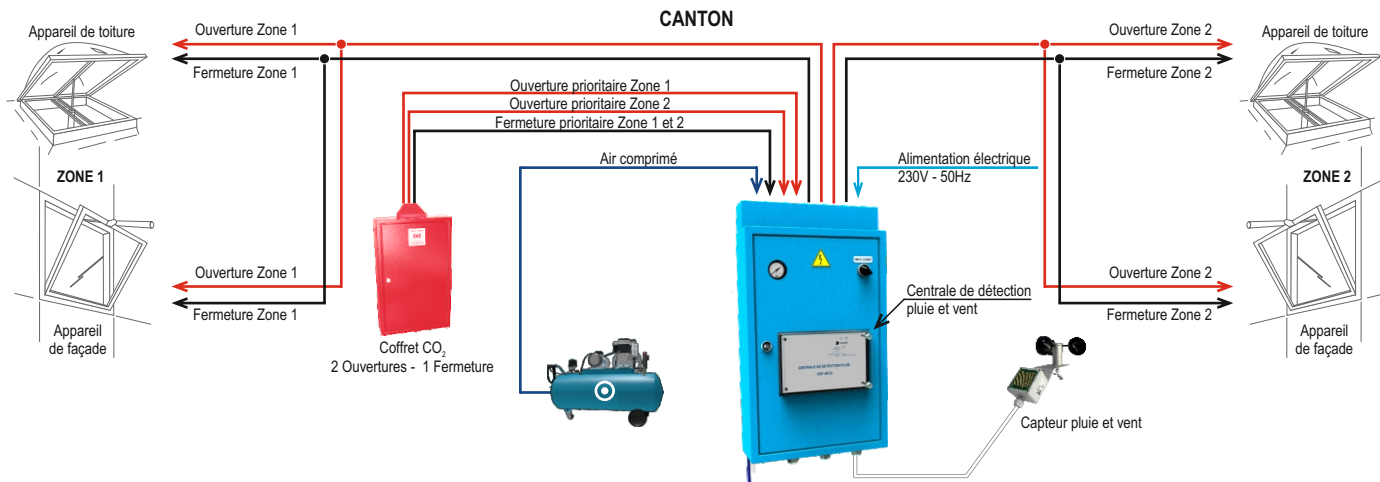 CANTON
Appareil de toiture
Ouverture Zone 1
Fermeture Zone 1
Ouverture Zone 2
Fermeture Zone 2
Appareil de toiture
Ouverture prioritaire Zone 1
Ouverture prioritaire Zone 2
Fermeture prioritaire Zone 1 et 2
Air comprimé
Alimentation électrique
230V - 50Hz
ZONE 1
ZONE 2
Ouverture Zone 1
Fermeture Zone 1
Ouverture Zone 2
Fermeture Zone 2
Appareil
de façade
Coffret CO₂
2 Ouvertures - 1 Fermeture
Centrale de détection
pluie et vent
CENTRALE DE DETECTION PLUIE
Capteur pluie et vent
Appareil
de façade